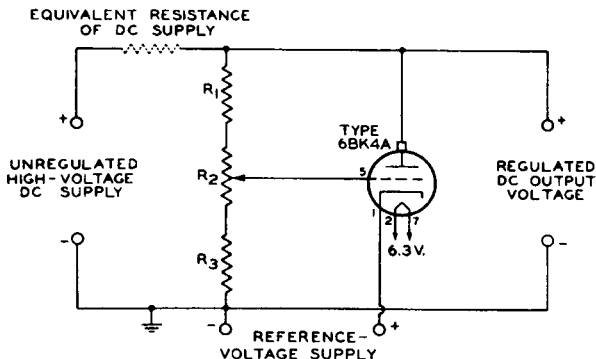 EQUIVALENT RESISTANCE
OF DC SUPPLY
R1
TYPE
6BK4A
+
+
UNREGULATED
HIGH-VOLTAGE
DC SUPPLY
R2
5
REGULATED
DC OUTPUT
VOLTAGE
1
2
7
6.3 V.
-
-
R3
-
REFERENCE-
VOLTAGE SUPPLY
+